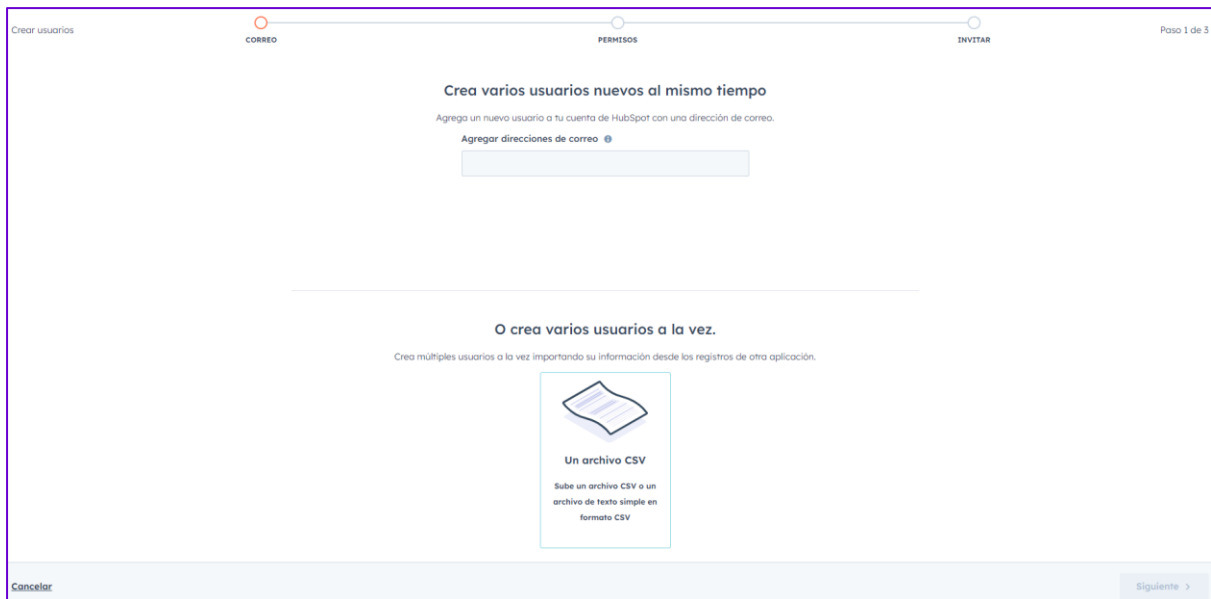 Crear usuarios
CORREO
PERMISOS
INVITAR
Paso 1 de 3
Crea varios usuarios nuevos al mismo tiempo
Agrega un nuevo usuario a tu cuenta de HubSpot con una dirección de correo.
Agregar direcciones de correo
O crea varios usuarios a la vez.
Crea múltiples usuarios a la vez importando su información desde los registros de otra aplicación.
Un archivo CSV
Sube un archivo CSV o un
archivo de texto simple en
formato CSV
Cancelar
Siguiente >